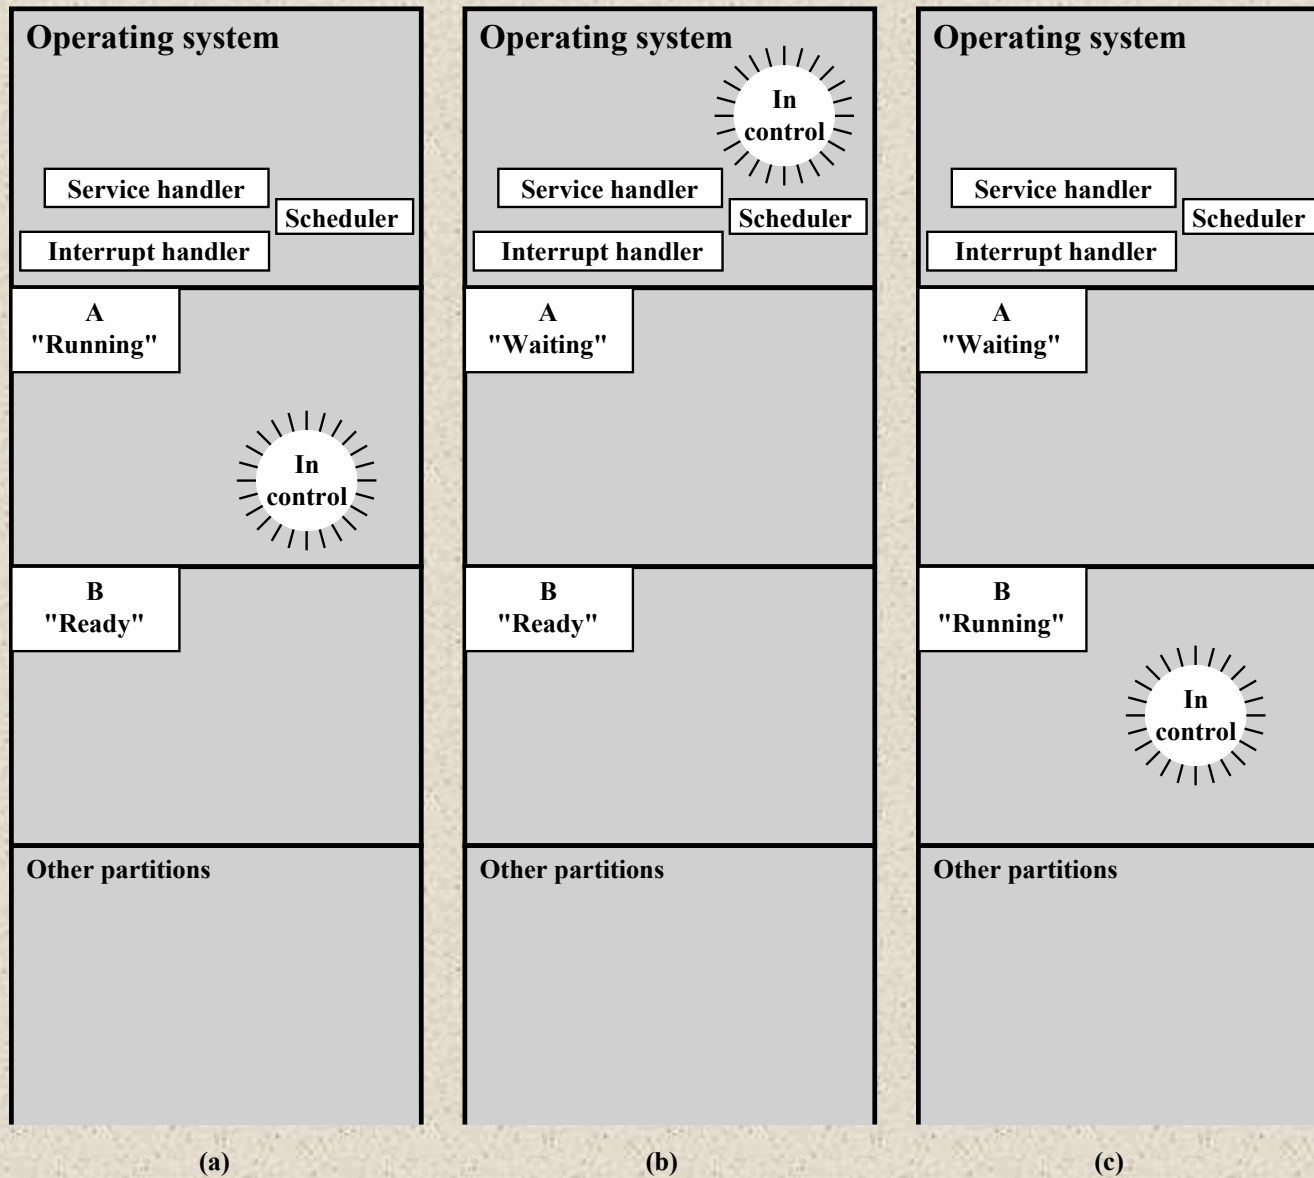 Operating system
Service handler
Scheduler
Interrupt handler
A
"Running"
In
control
B
"Ready"
Other partitions
(a)
Operating system
In
control
Service handler
Scheduler
Interrupt handler
A
"Waiting"
B
"Ready"
Other partitions
(b)
Operating system
Service handler
Scheduler
Interrupt handler
A
"Waiting"
B
"Running"
In
control
Other partitions
(c)